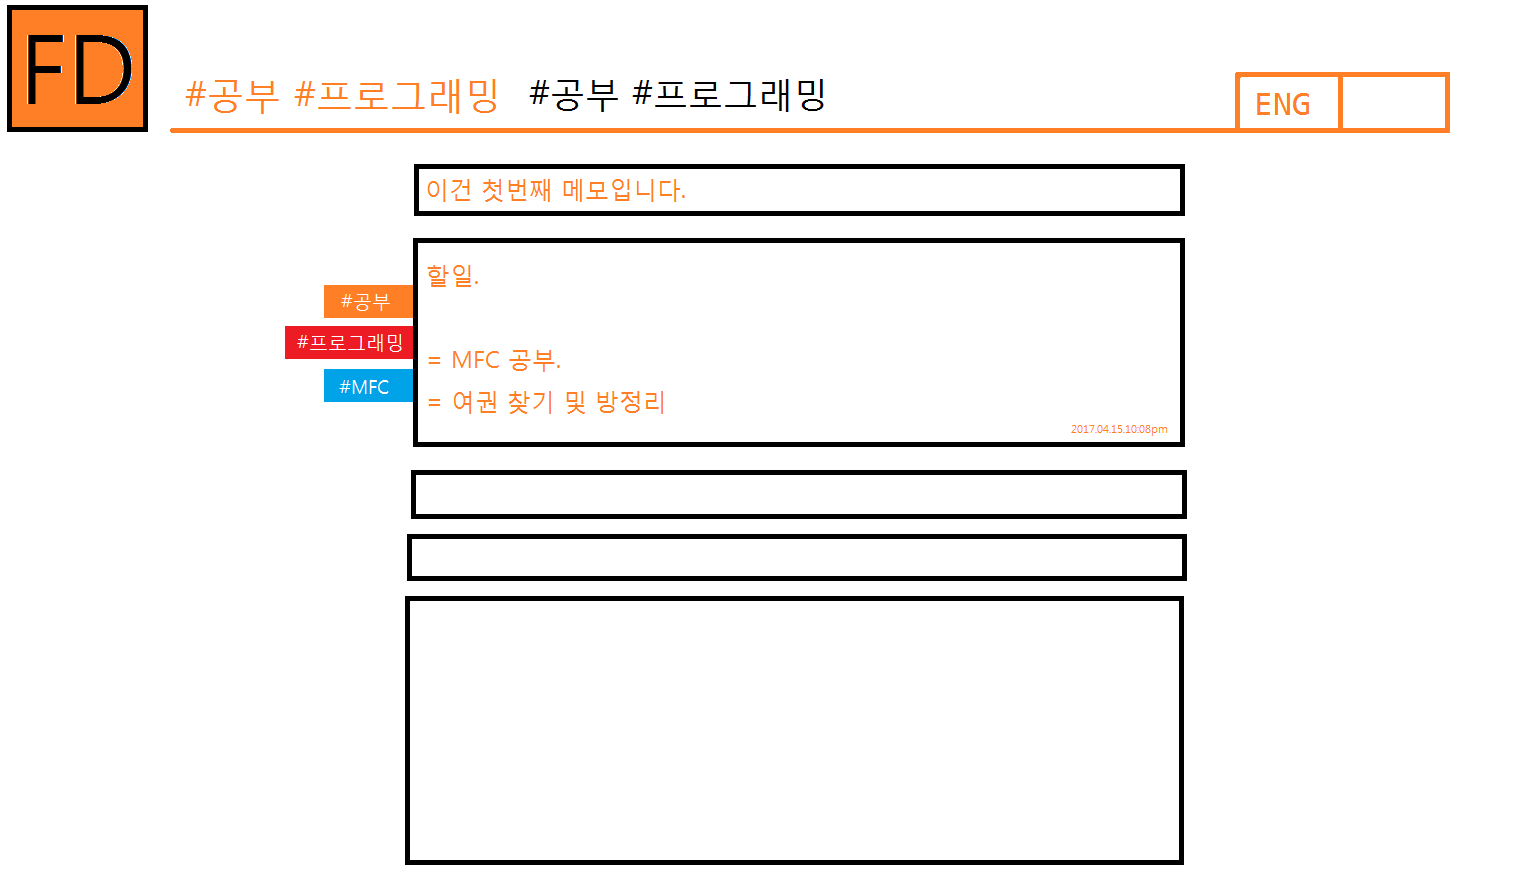 FD
#공부 #프로그래밍 #공부 #프로그래밍
ENG
이건 첫번째 메모입니다.
할일.
#공부
#프로그래밍
= MFC 공부.
#MFC
= 여권 찾기 및 방정리
2017.04.15.10:08pm